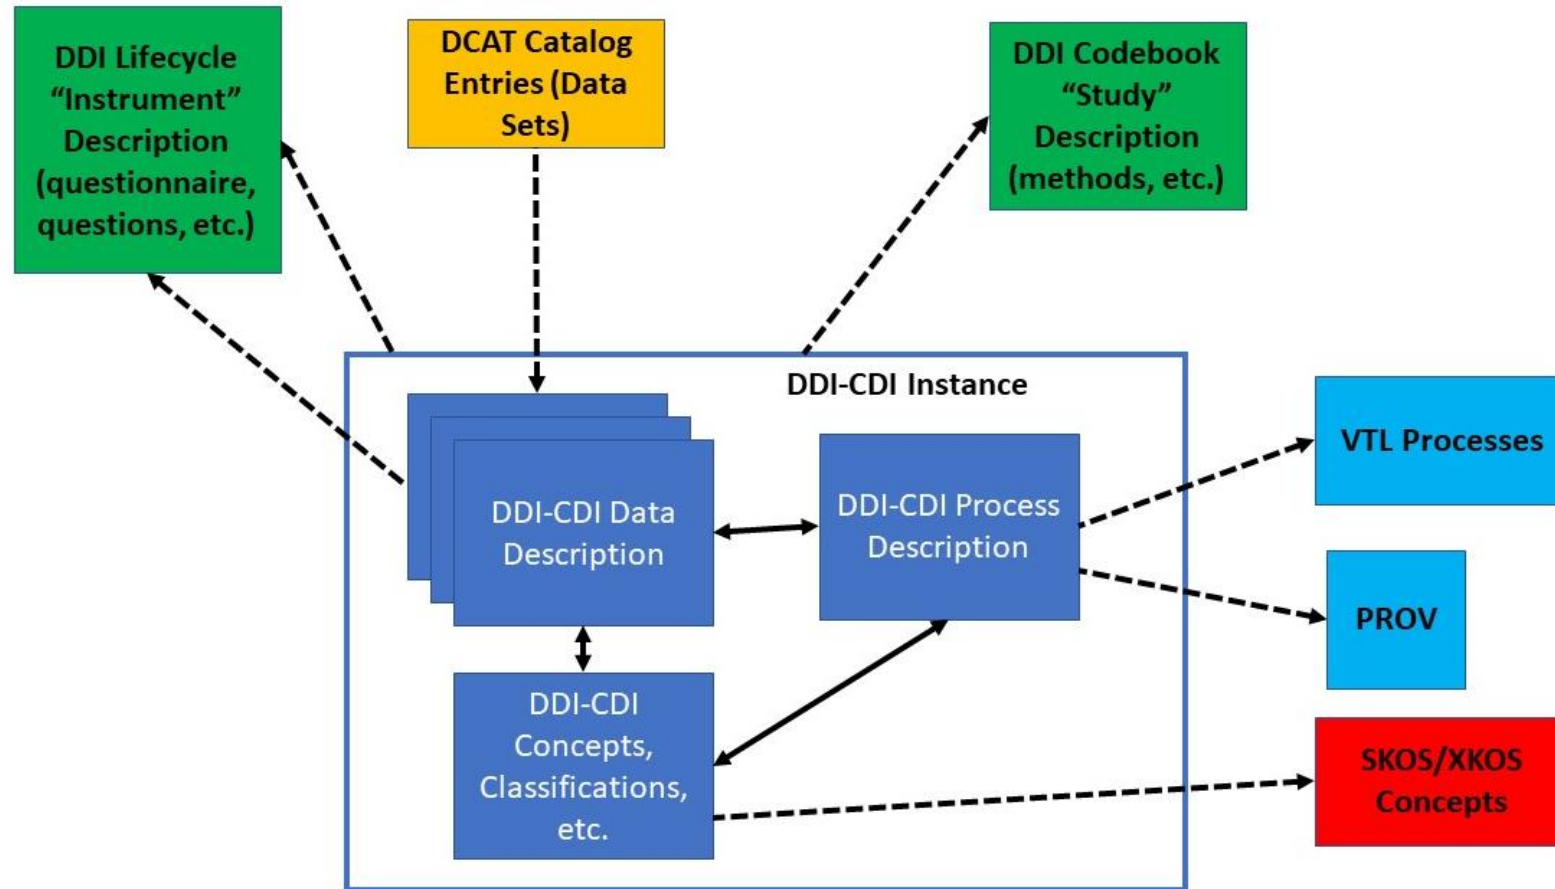 DDI Lifecycle
“Instrument”
Description
(questionnaire,
questions, etc.)
DCAT Catalog
Entries (Data
Sets)
DDI Codebook
“Study”
Description
(methods, etc.)
DDI-CDI Instance
DDI-CDI Data
Description
DDI-CDI Process
Description
DDI-CDI
Concepts,
Classifications,
etc.
VTL Processes
PROV
SKOS/XKOS
Concepts